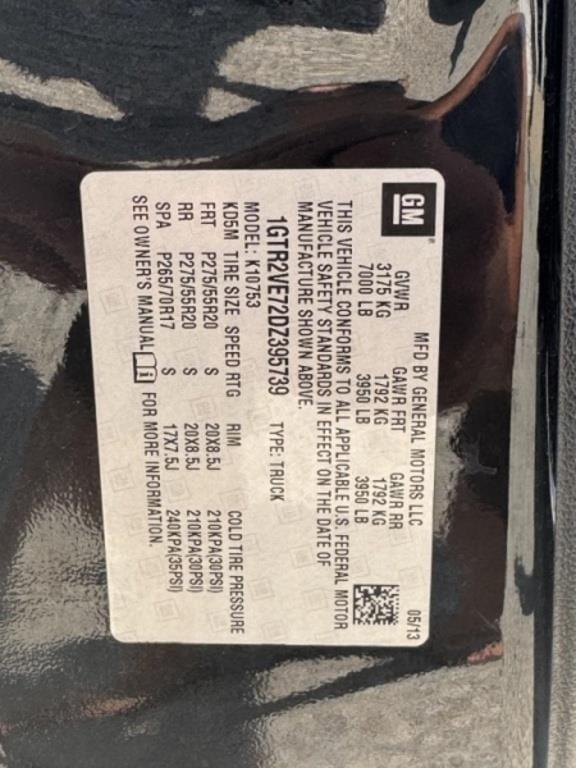 GM
MFD BY GENERAL MOTORS LLC 05/13
GVWR GAWR FRT GAWR RR
3175 KG 1792 KG 1792 KG
7000 LB 3950 LB 3950 LB
THIS VEHICLE CONFORMS TO ALL APPLICABLE U.S. FEDERAL MOTOR
VEHICLE SAFETY STANDARDS IN EFFECT ON THE DATE OF
MANUFACTURE SHOWN ABOVE.
1GTR2VE72DZ395739 TYPE: TRUCK
MODEL: K10753
KD5M TIRE SIZE SPEED RTG RIM COLD TIRE PRESSURE
FRT P275/55R20 S 20X8.5J 210KPA(30PSI)
RR P275/55R20 S 20X8.5J 210KPA(30PSI)
SPA P265/70R17 S 17X7.5J 240KPA(35PSI)
SEE OWNER'S MANUAL i FOR MORE INFORMATION.